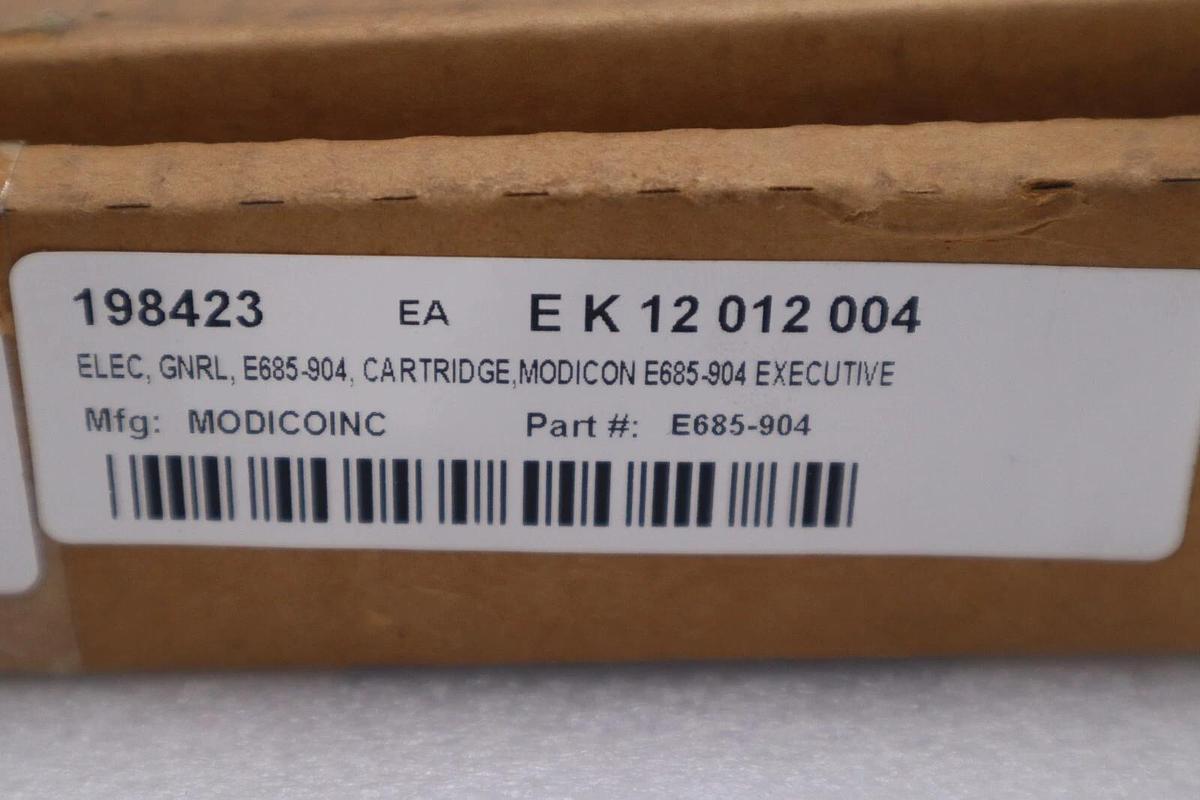 198423 EA E K 12 012 004
ELEC, GNRL, E685-904, CARTRIDGE,MODICON E685-904 EXECUTIVE
Mfg: MODICOINC Part #: E685-904